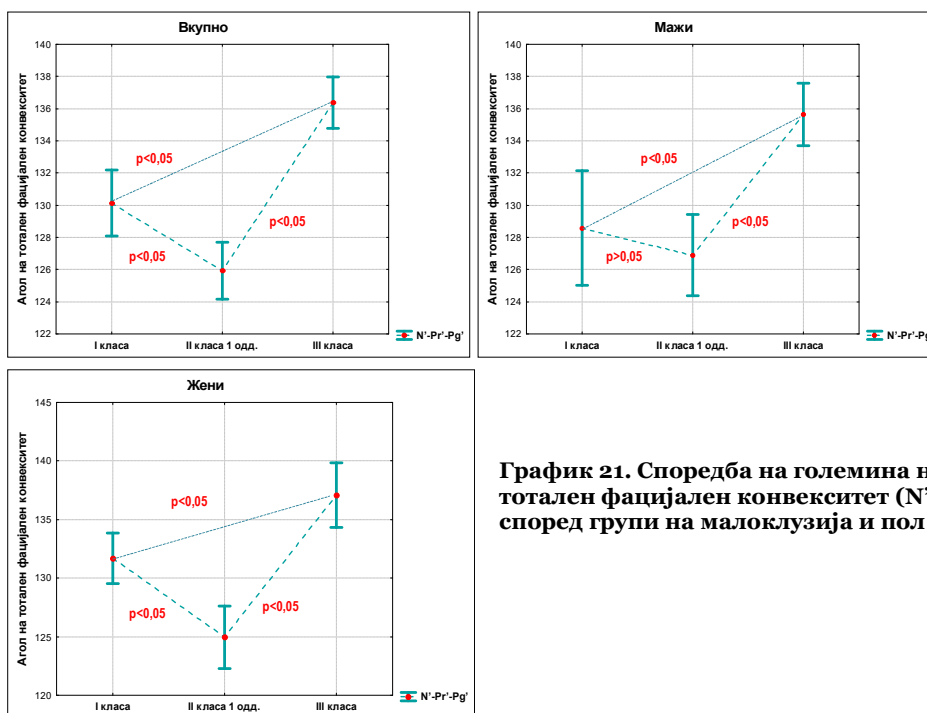 Вкупно
Агол на тотален фацијален конвекситет
140
138
136
134
132
130
128
126
124
122
p<0,05
p<0,05
p<0,05
I класа
II класа 1 одд.
III класа
N'-Pr'-Pg'
Мажи
Агол на тотален фацијален конвекситет
140
138
136
134
132
130
128
126
124
122
p<0,05
p>0,05
p<0,05
I класа
II класа 1 одд.
III класа
N'-Pr'-Pg
Жени
Агол на тотален фацијален конвекситет
145
140
135
130
125
120
p<0,05
p<0,05
p<0,05
I класа
II класа 1 одд.
III класа
N'-Pr'-Pg'
График 21. Споредба на големина н
тотален фацијален конвекситет (N’
според групи на малоклузија и пол